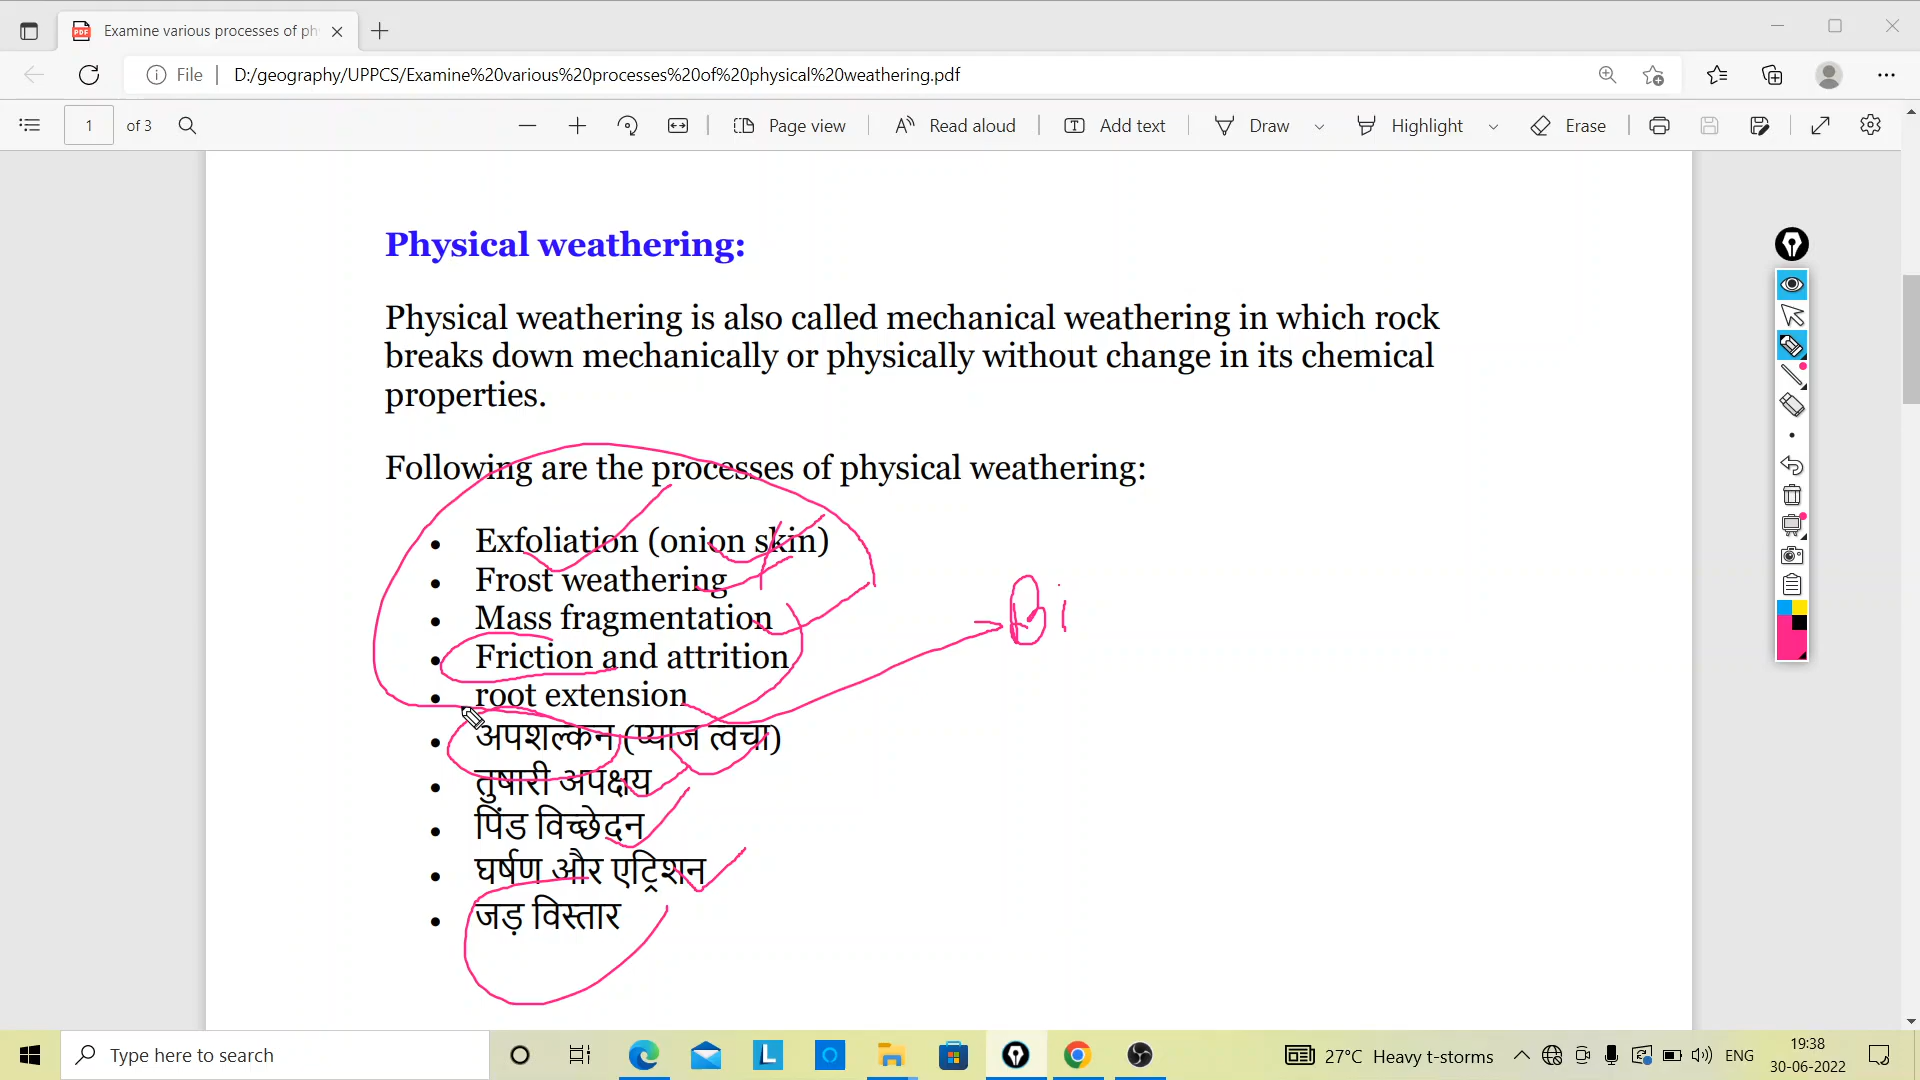 Examine various processes of ph
File D:/geography/UPPCS/Examine%20various%20processes%20of%20physical%20weathering.pdf
1 of 3 Page view Read aloud Add text Draw Highlight Erase
Physical weathering:
Physical weathering is also called mechanical weathering in which rock
breaks down mechanically or physically without change in its chemical
properties.
Following are the processes of physical weathering:
• Exfoliation (onion skin)
• Frost weathering
• Mass fragmentation
• Friction and attrition
• root extension
• अपशल्कन (प्याज त्वचा)
• तुषारी अपक्षय
• पिंड विच्छेदन
• घर्षण और एट्रिशन
• जड़ विस्तार
Bi
Type here to search
27°C Heavy t-storms
ENG
19:38
30-06-2022